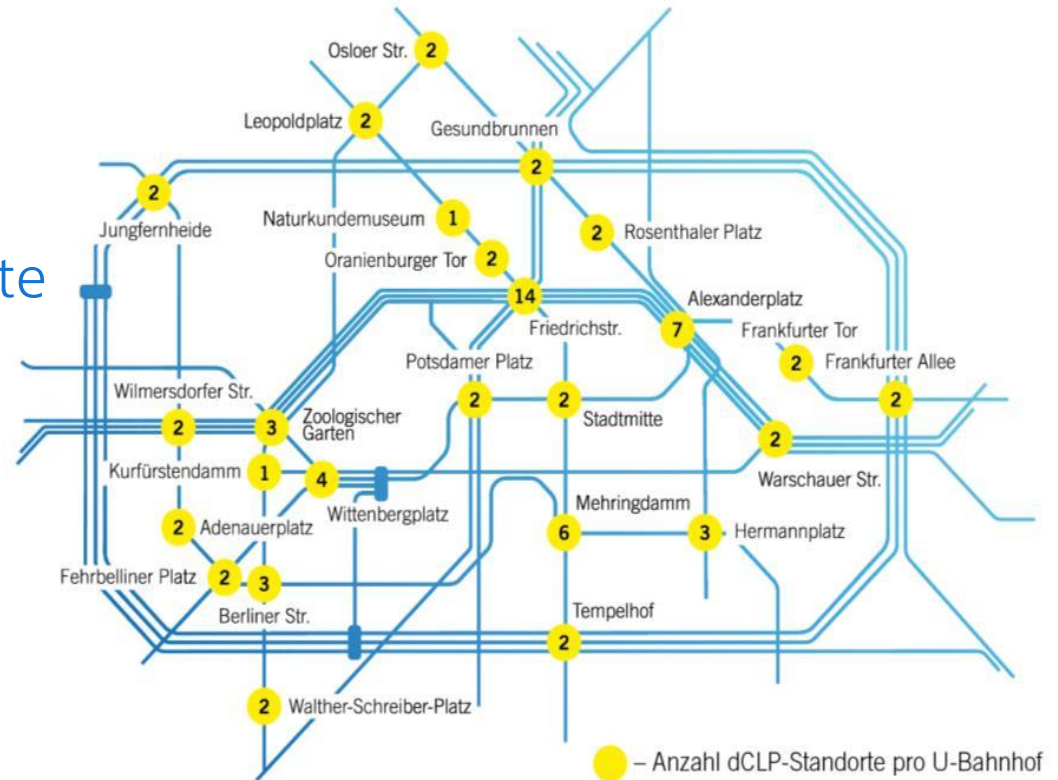 Osloer Str. 2
Leopoldplatz 2
Gesundbrunnen
2
2
Jungfernheide
Naturkundemuseum 1
2 Rosenthaler Platz
Oranienburger Tor 2
te
14
Friedrichstr.
Alexanderplatz
7
Frankfurter Tor
2
Frankfurter Allee
2
Potsdamer Platz
2
2
Stadtmitte
Wilmersdorfer Str.
2
3
Zoologischer
Garten
2
Warschauer Str.
Kurfürstendamm 1
4
Wittenbergplatz
2 Adenauerplatz
Mehringdamm
6
3 Hermannplatz
Fehrbelliner Platz 2
3
Berliner Str.
Tempelhof
2
2 Walther-Schreiber-Platz
– Anzahl dCLP-Standorte pro U-Bahnhof